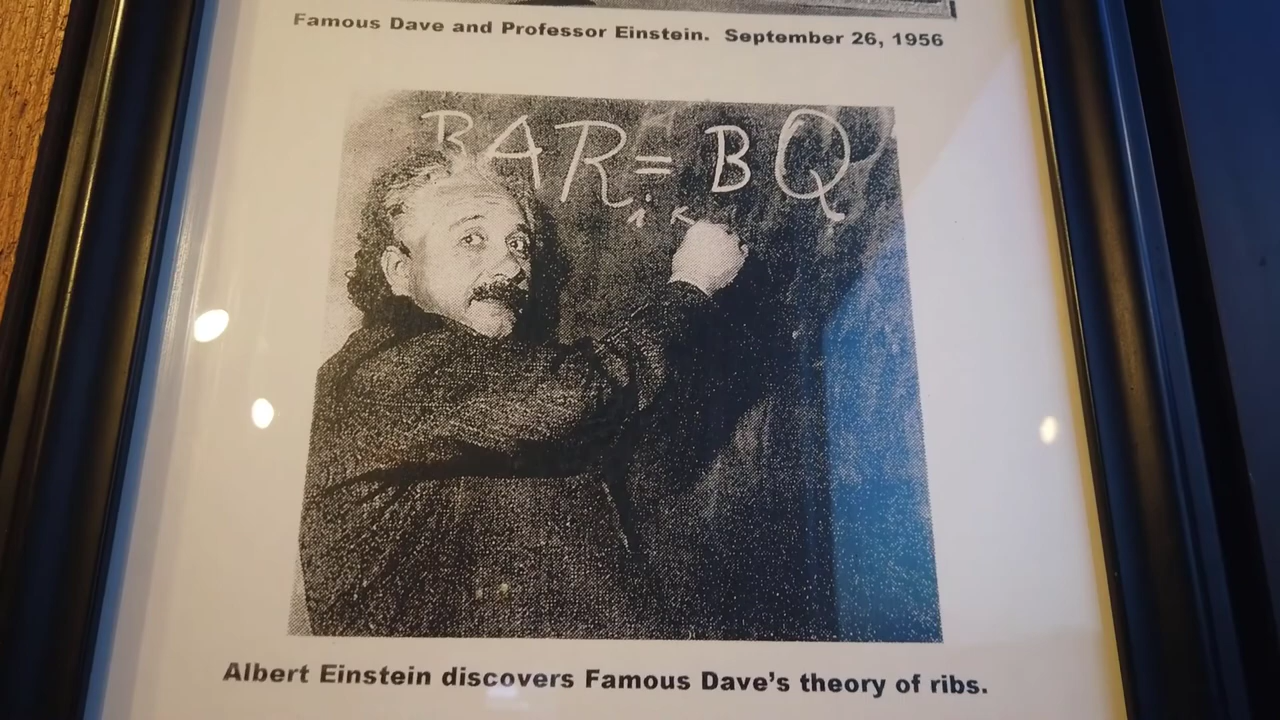 Famous Dave and Professor Einstein. September 26, 1956
BAR = BQ
Albert Einstein discovers Famous Dave's theory of ribs.